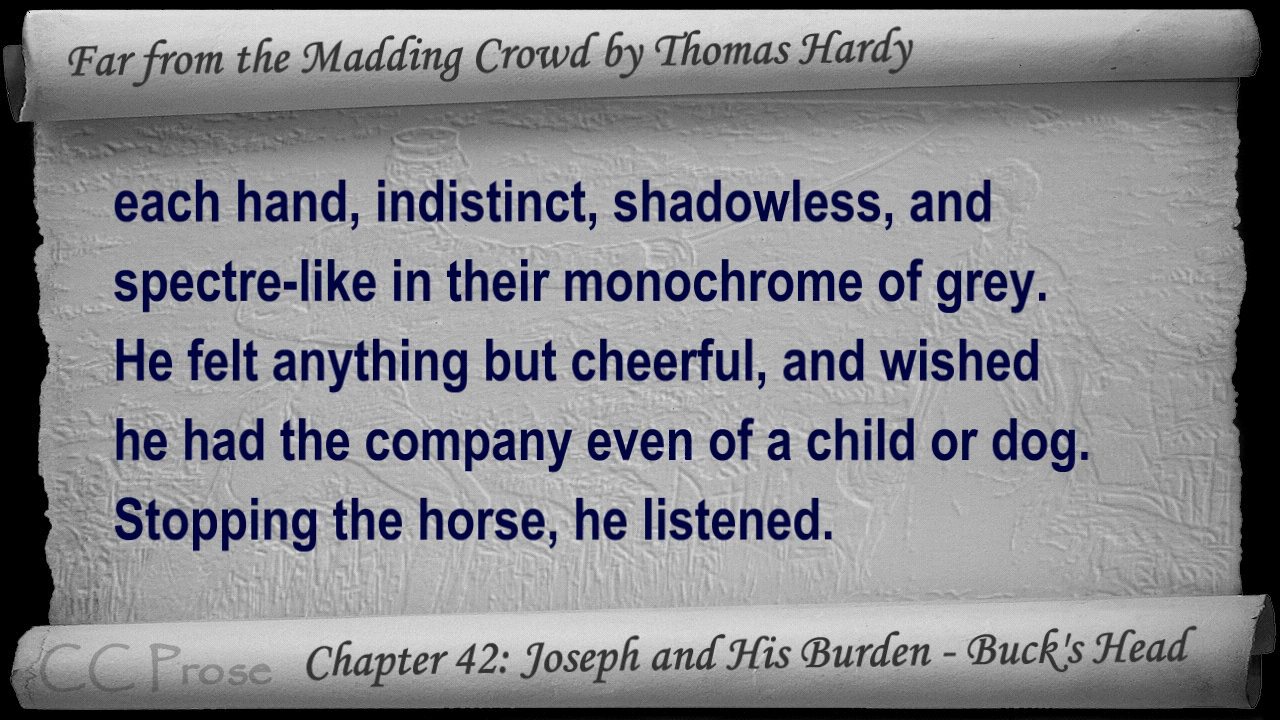 Far from the Madding Crowd by Thomas Hardy
each hand, indistinct, shadowless, and
spectre-like in their monochrome of grey.
He felt anything but cheerful, and wished
he had the company even of a child or dog.
Stopping the horse, he listened.
CC Prose
Chapter 42: Joseph and His Burden - Buck's Head